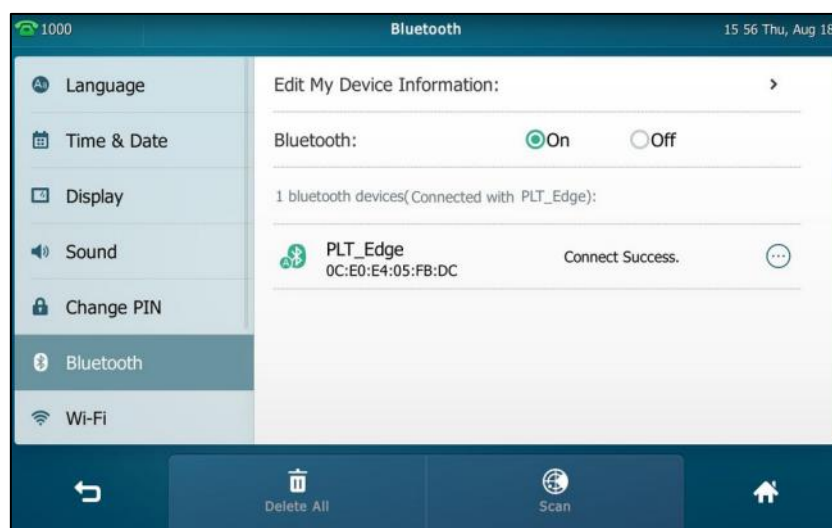 1000
Bluetooth
15 56 Thu, Aug 18
Language
Time & Date
Display
Sound
Change PIN
Bluetooth
Wi-Fi
Edit My Device Information:
Bluetooth: On Off
1 bluetooth devices(Connected with PLT_Edge):
PLT_Edge
0C:E0:E4:05:FB:DC
Connect Success.
Delete All
Scan